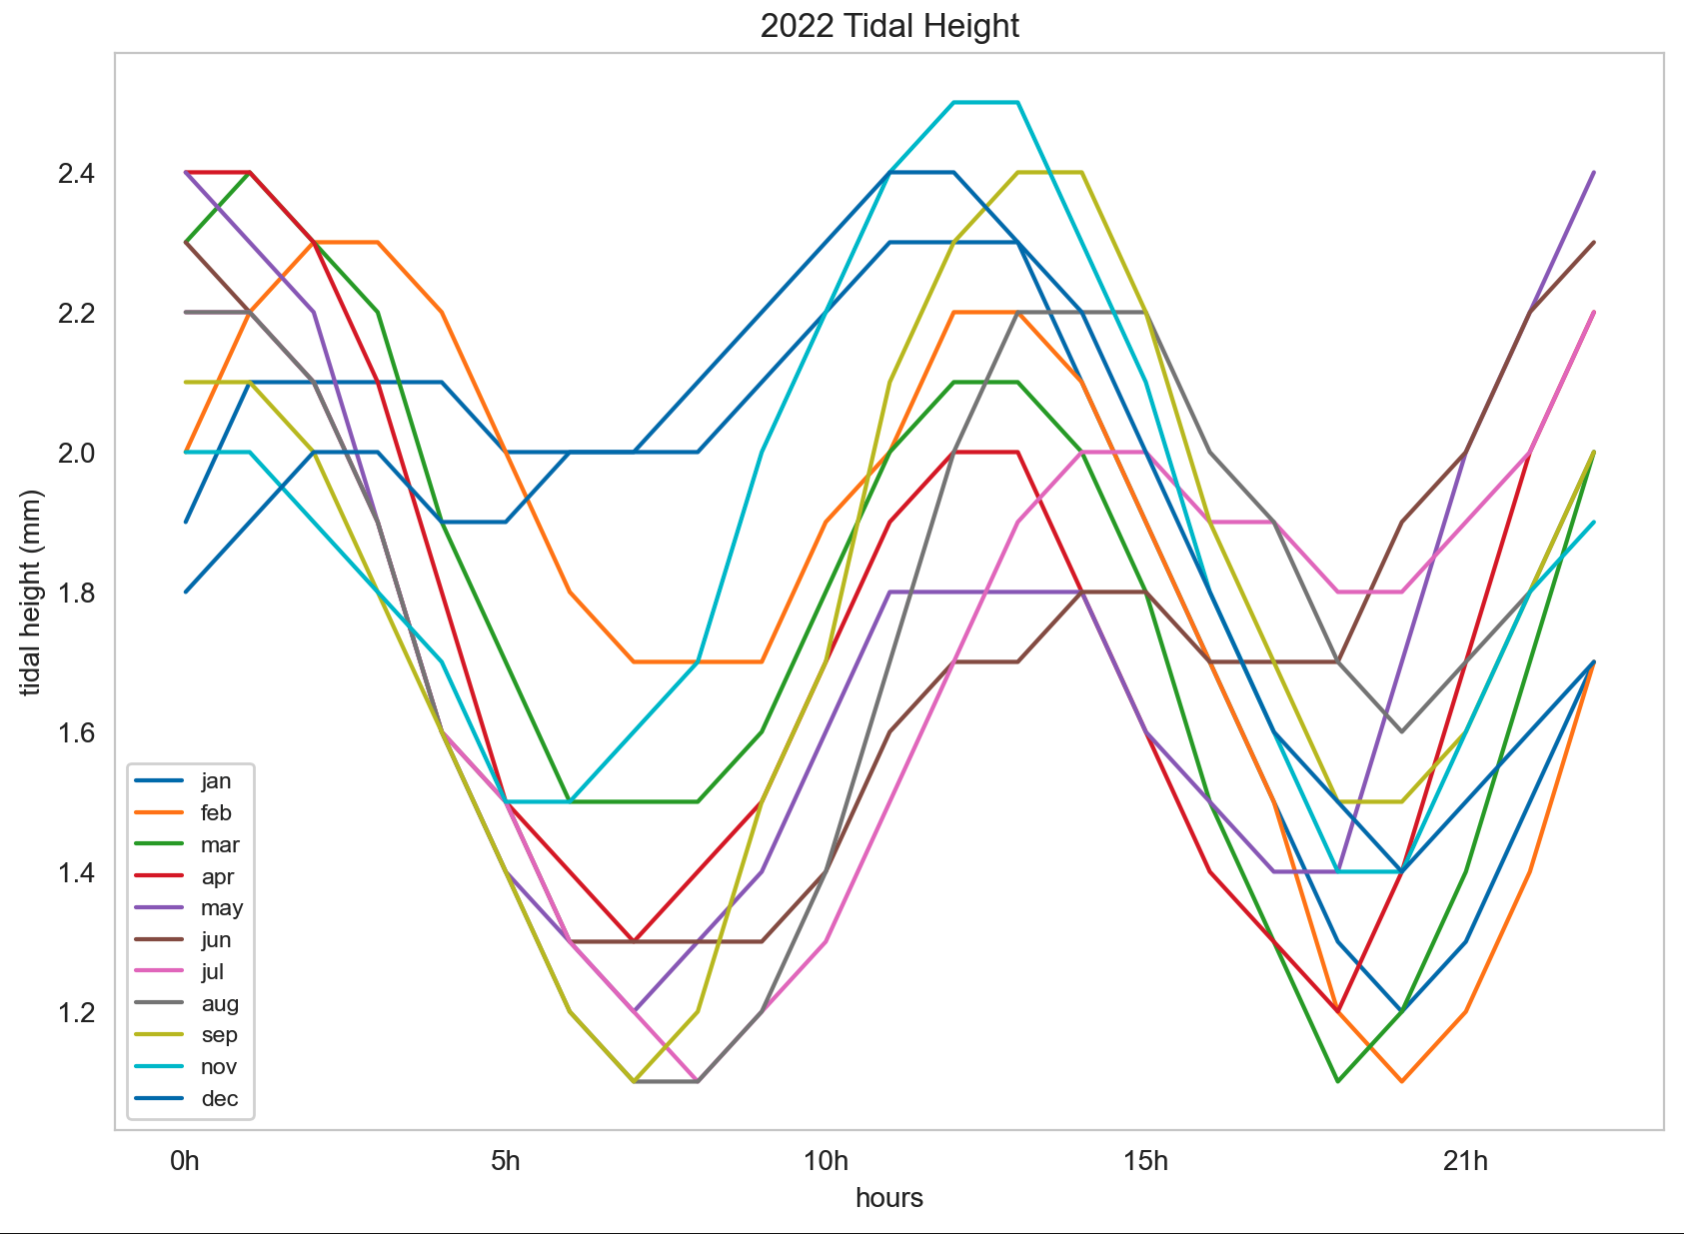 2022 Tidal Height
2.4
2.2
2.0
1.8
1.6
1.4
1.2
tidal height (mm)
jan
feb
mar
apr
may
jun
jul
aug
sep
nov
dec
0h 5h 10h 15h 21h
hours